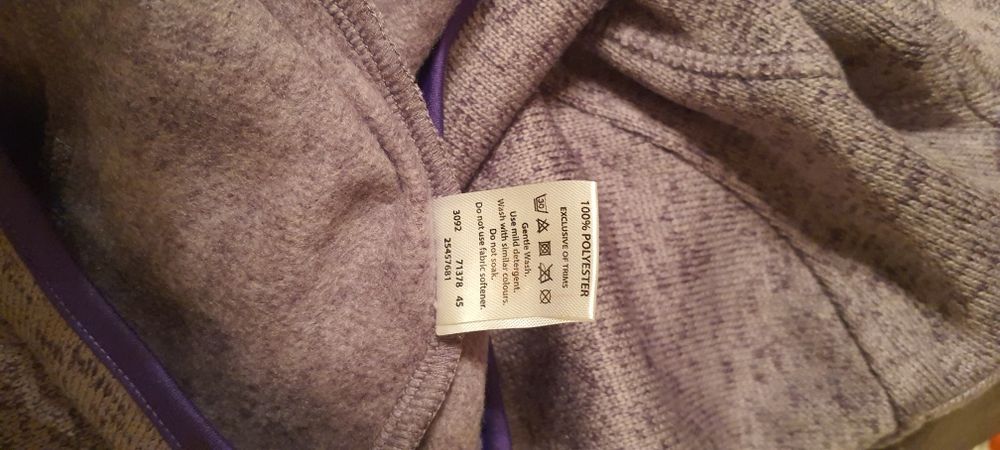 100% POLYESTER
EXCLUSIVE OF TRIMS
30
Gentle Wash.
Use mild detergent.
Wash with similar colours.
Do not soak.
Do not use fabric softener.
3092 71378 45
25457681